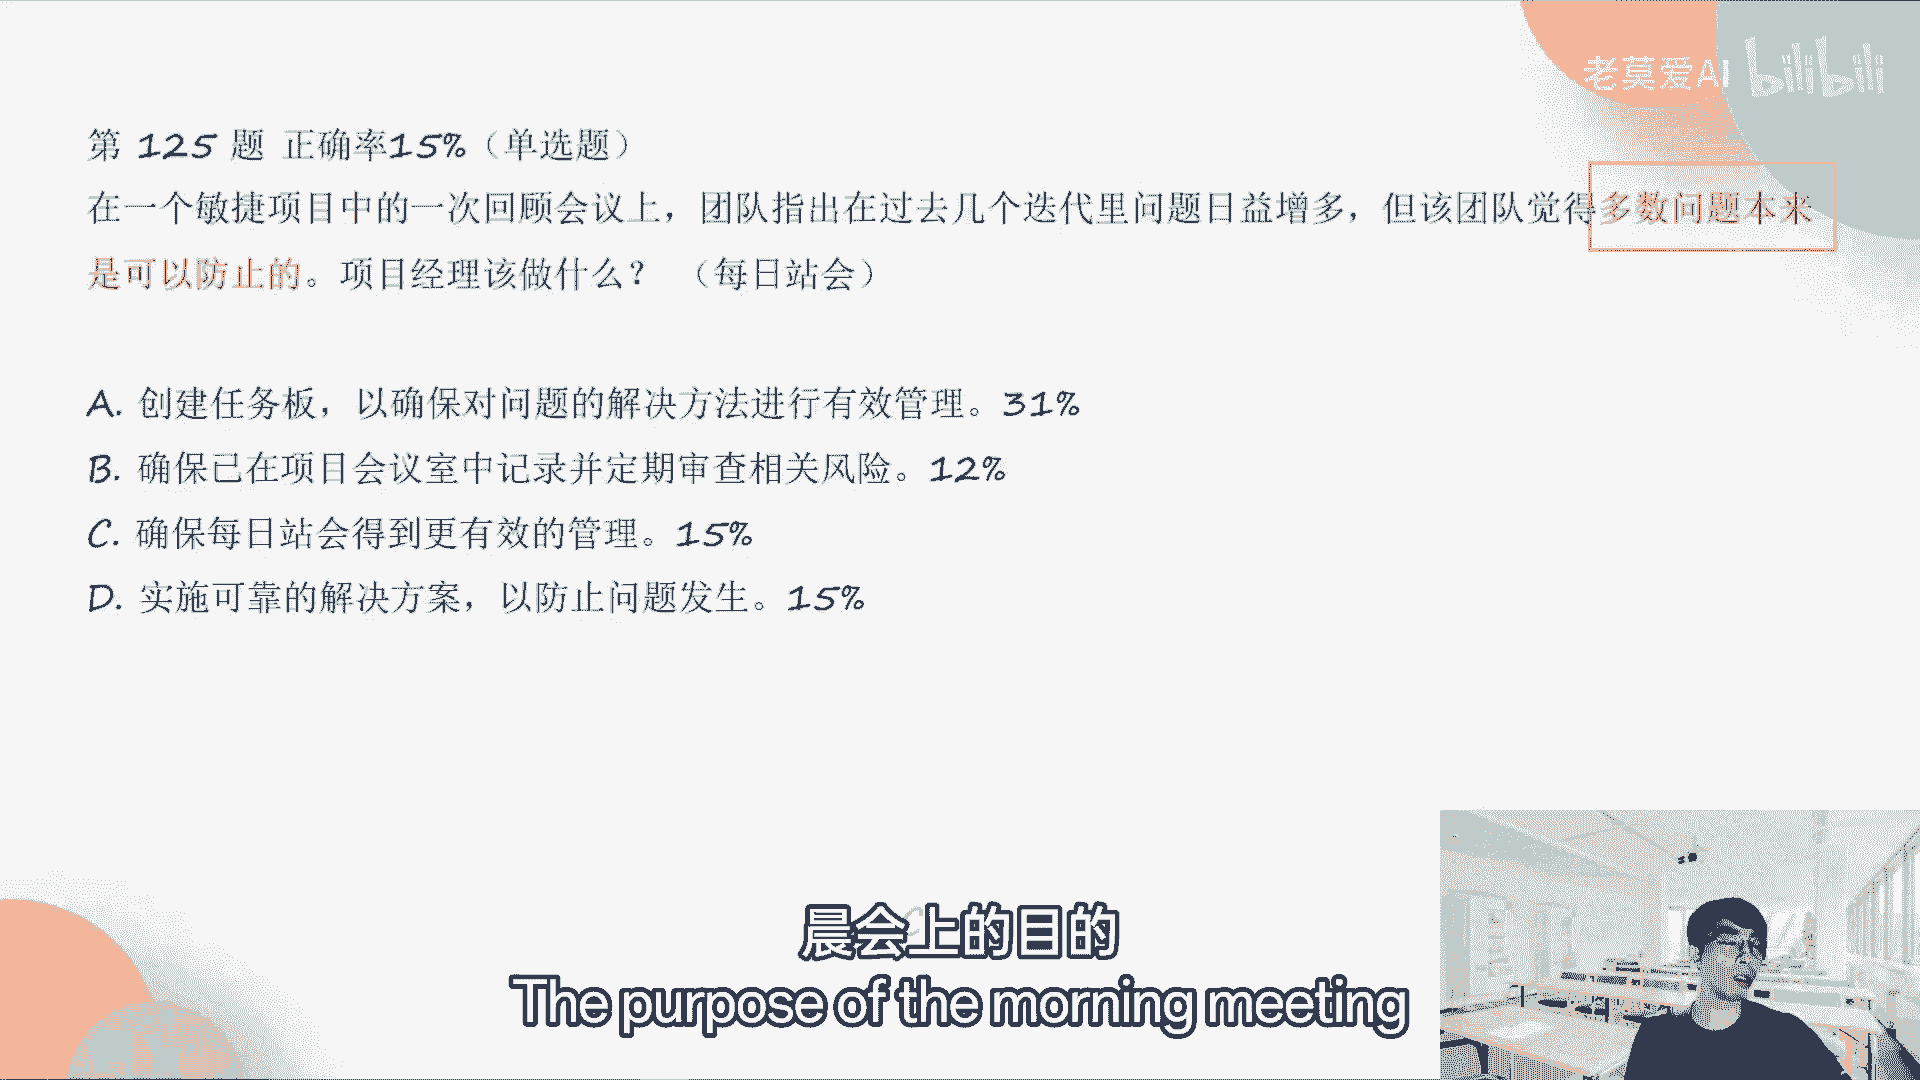 老莫爱AI bilibili
第 125 题 正确率15%（单选题）
在一个敏捷项目中的一次回顾会议上，团队指出在过去几个迭代里问题日益增多，但该团队觉得多数问题本来
是可以防止的。项目经理该做什么？ （每日站会）
A. 创建任务板，以确保对问题的解决方法进行有效管理。31%
B. 确保已在项目会议室中记录并定期审查相关风险。12%
C. 确保每日站会得到更有效的管理。15%
D. 实施可靠的解决方案，以防止问题发生。15%
晨会上的目的
The purpose of the morning meeting